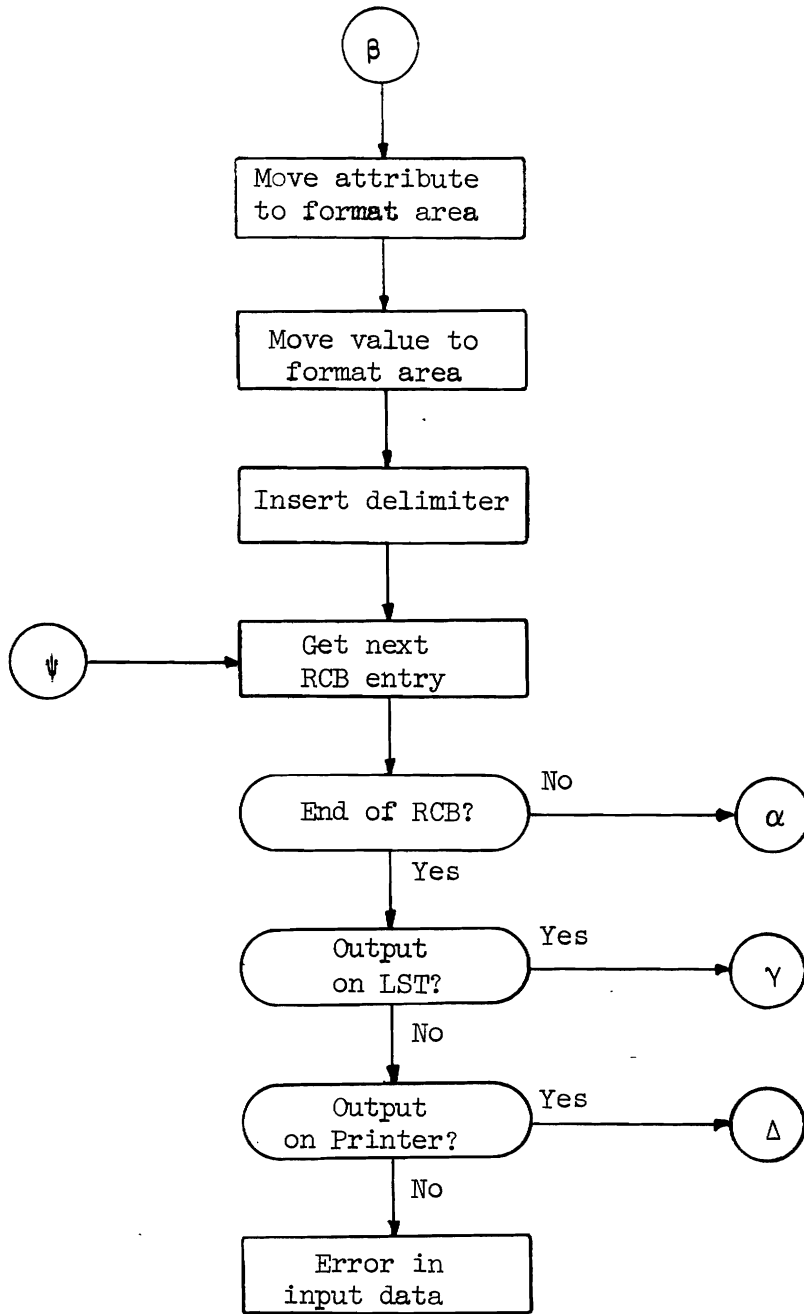 β
Move attribute
to format area
Move value to
format area
Insert delimiter
ψ
Get next
RCB entry
End of RCB?
No
α
Yes
Output
on LST?
Yes
γ
No
Output
on Printer?
Yes
Δ
No
Error in
input data